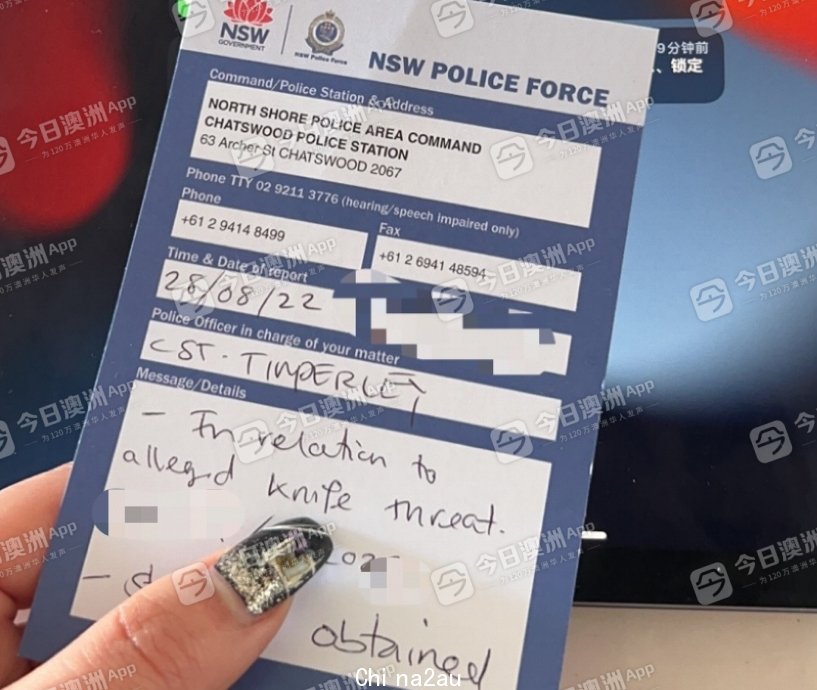 NSW
GOVERNMENT
NSW Police Force
NSW POLICE FORCE
9分钟前
、锁定
Command/Police Station & Address
NORTH SHORE POLICE AREA COMMAND
CHATSWOOD POLICE STATION
63 Archer St CHATSWOOD 2067
Phone TTY 02 9211 3776 (hearing/speech impaired only)
Phone
Fax
+61 2 9414 8499
+61 2 6941 48594
Time & Date of report
28/08/22
Police Officer in charge of your matter
CST. TIMPERLEY
Message/Details
- In relation to
alleged knife threat.
obtained
今日澳洲App
为120万澳洲华人发声
China2au